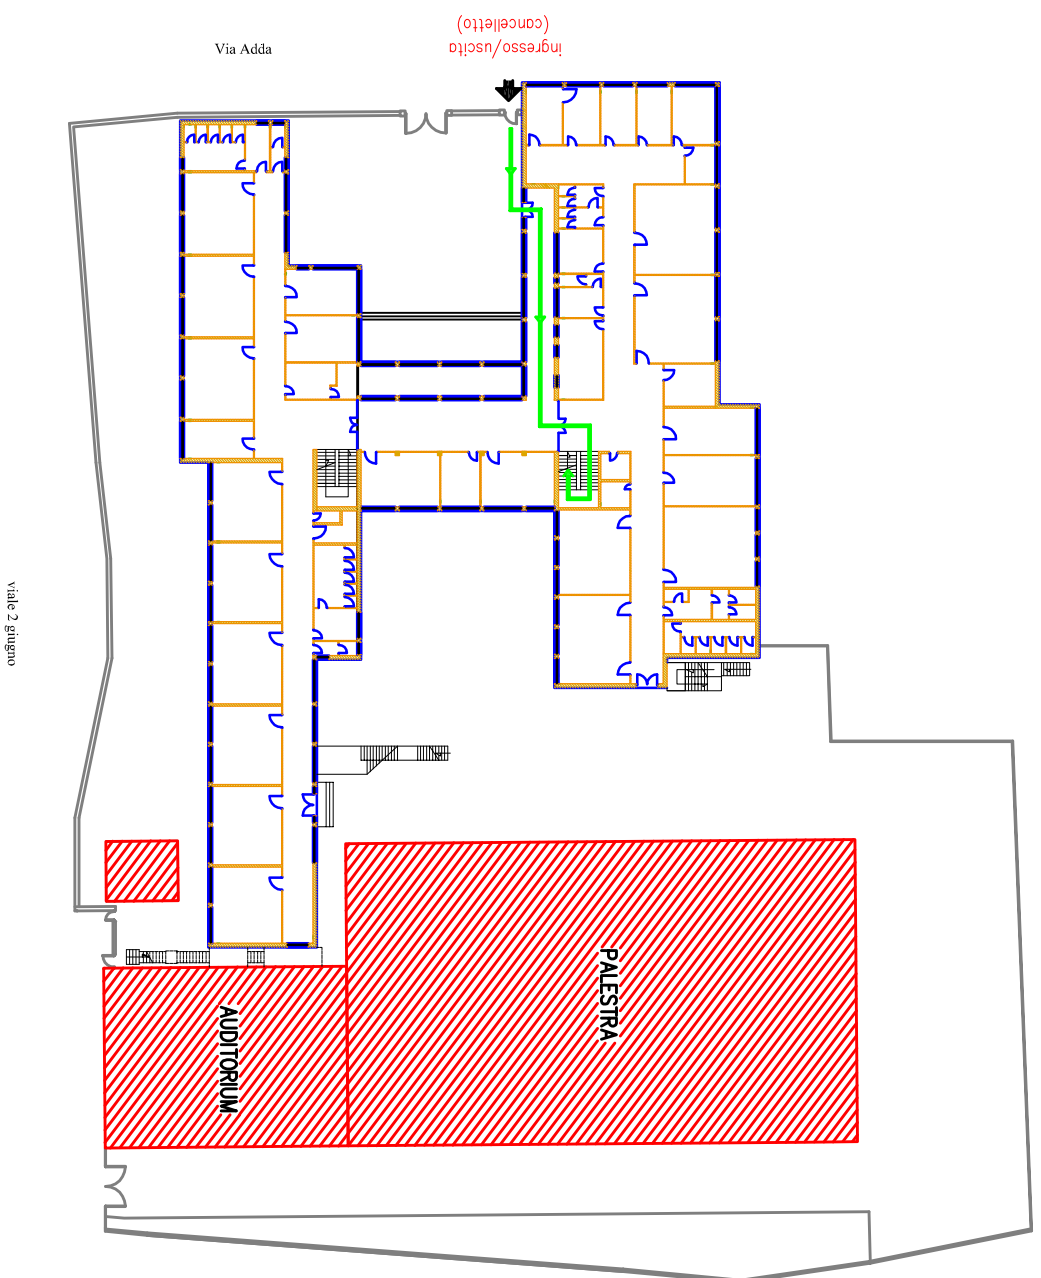 Via Adda
ingresso/uscita
(cancelletto)
viale 2 giugno
PALESTRA
AUDITORIUM